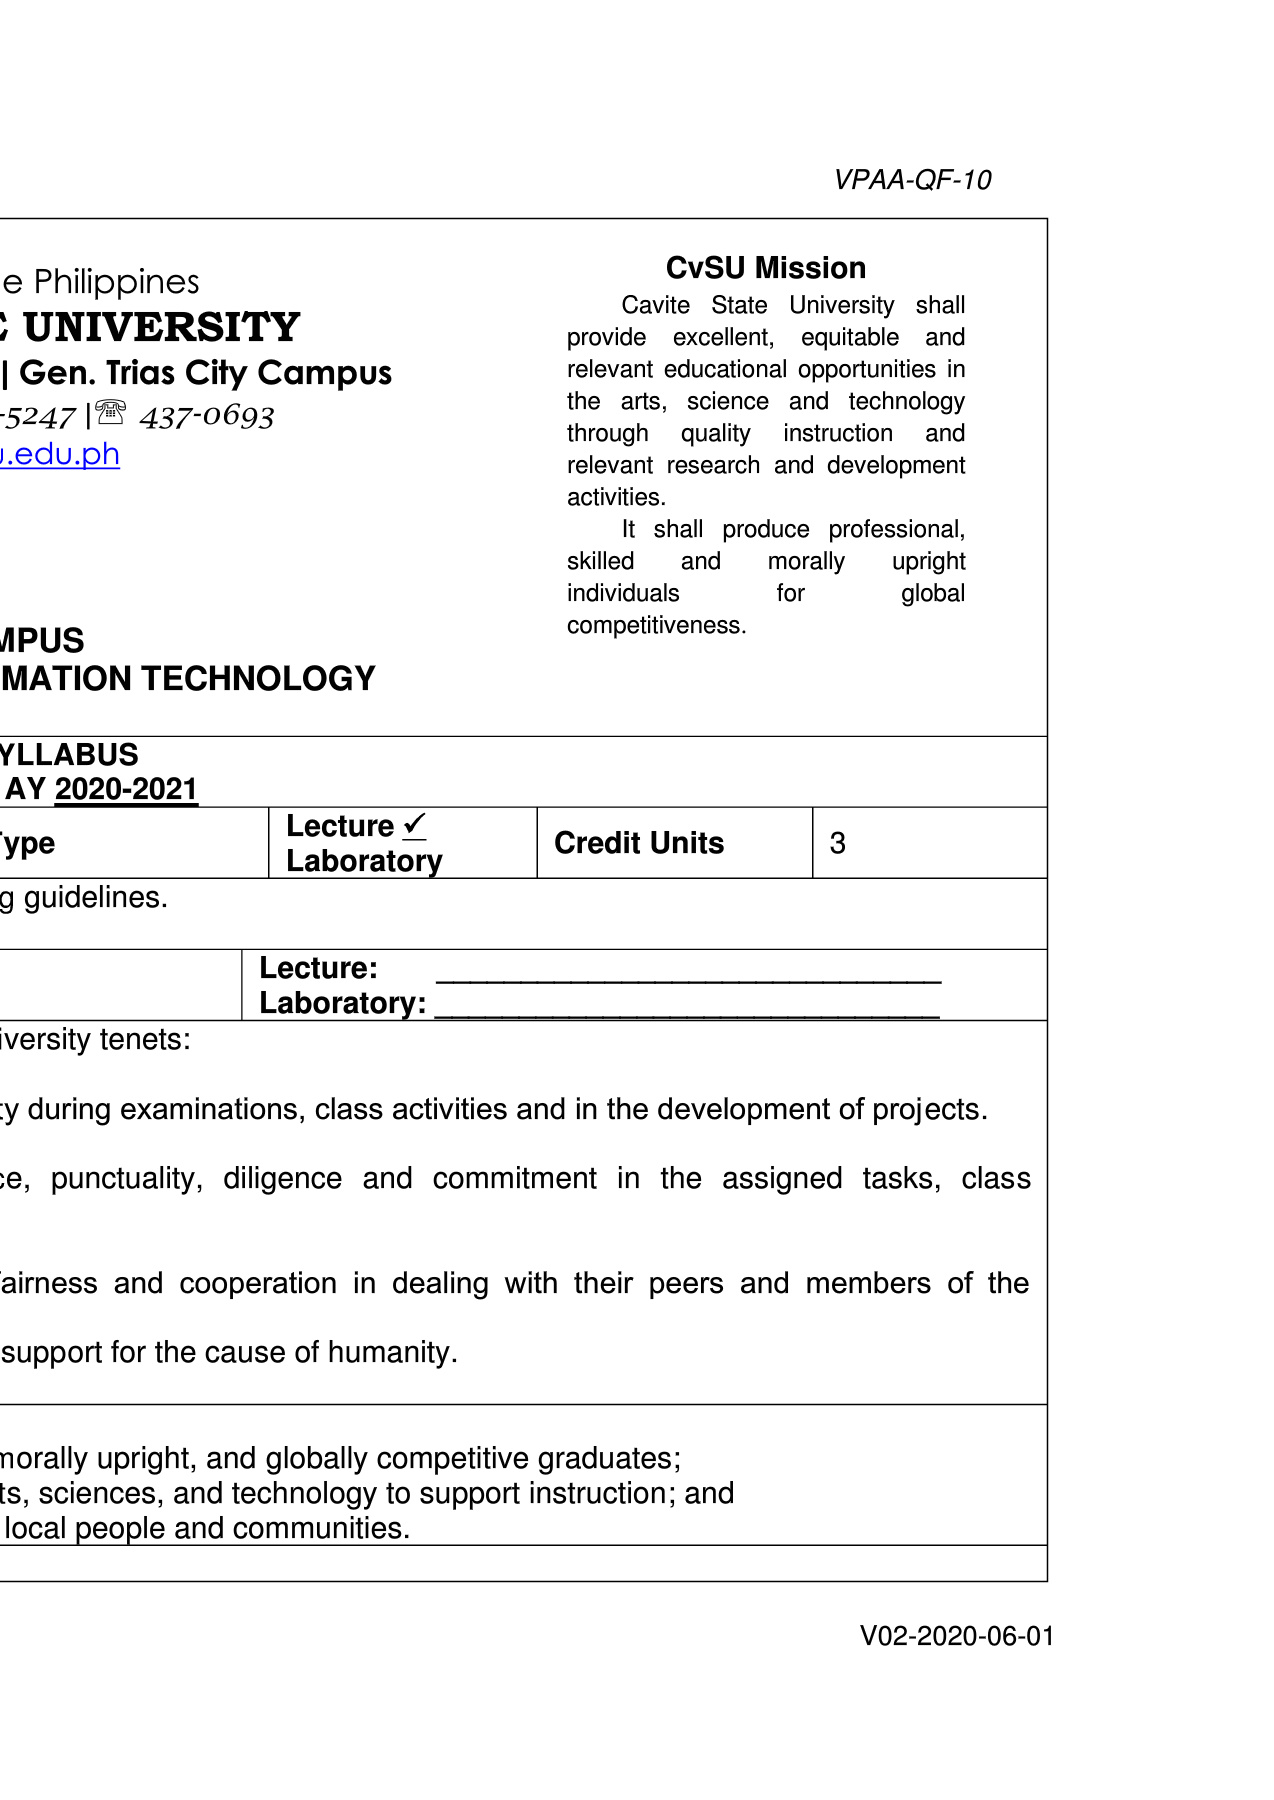 VPAA-QF-10
e Philippines
E UNIVERSITY
| Gen. Trias City Campus
-5247 |☏ 437-0693
u.edu.ph
MPUS
MATION TECHNOLOGY
CvSU Mission
Cavite State University shall
provide excellent, equitable and
relevant educational opportunities in
the arts, science and technology
through quality instruction and
relevant research and development
activities.
It shall produce professional,
skilled and morally upright
individuals for global
competitiveness.
YLLABUS
AY 2020-2021
Type
Lecture ✓
Laboratory
Credit Units
3
g guidelines.
Lecture: ______________________________
Laboratory: ______________________________
iversity tenets:
ty during examinations, class activities and in the development of projects.
ce, punctuality, diligence and commitment in the assigned tasks, class
fairness and cooperation in dealing with their peers and members of the
support for the cause of humanity.
morally upright, and globally competitive graduates;
ts, sciences, and technology to support instruction; and
local people and communities.
V02-2020-06-01